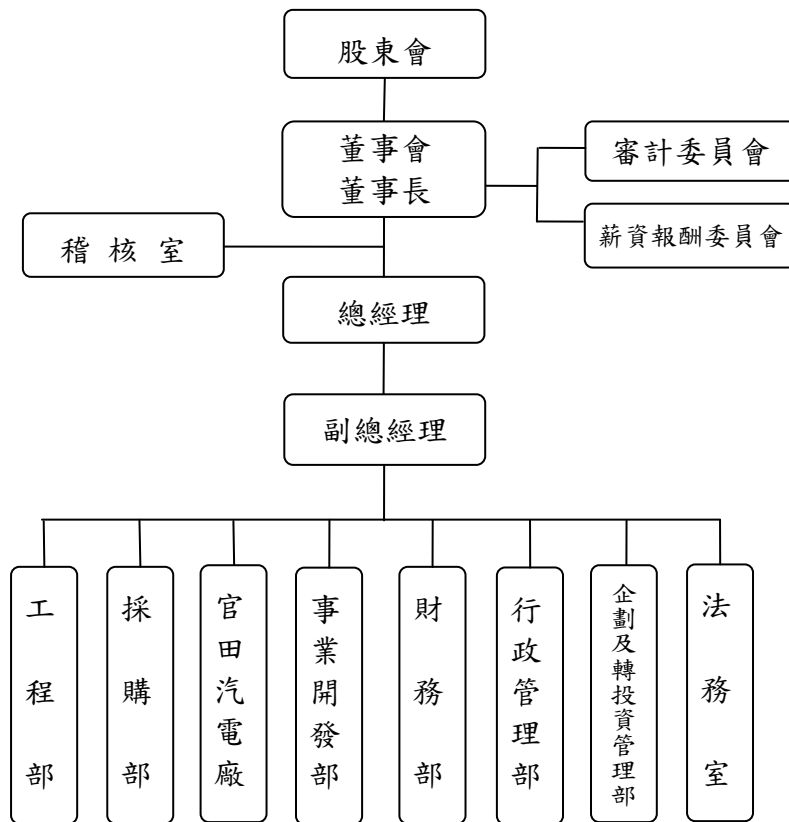 股東會
董事會
董事長
審計委員會
薪資報酬委員會
稽核室
總經理
副總經理
工程部
採購部
官田汽電廠
事業開發部
財務部
行政管理部
企劃及轉投資管理部
法務室